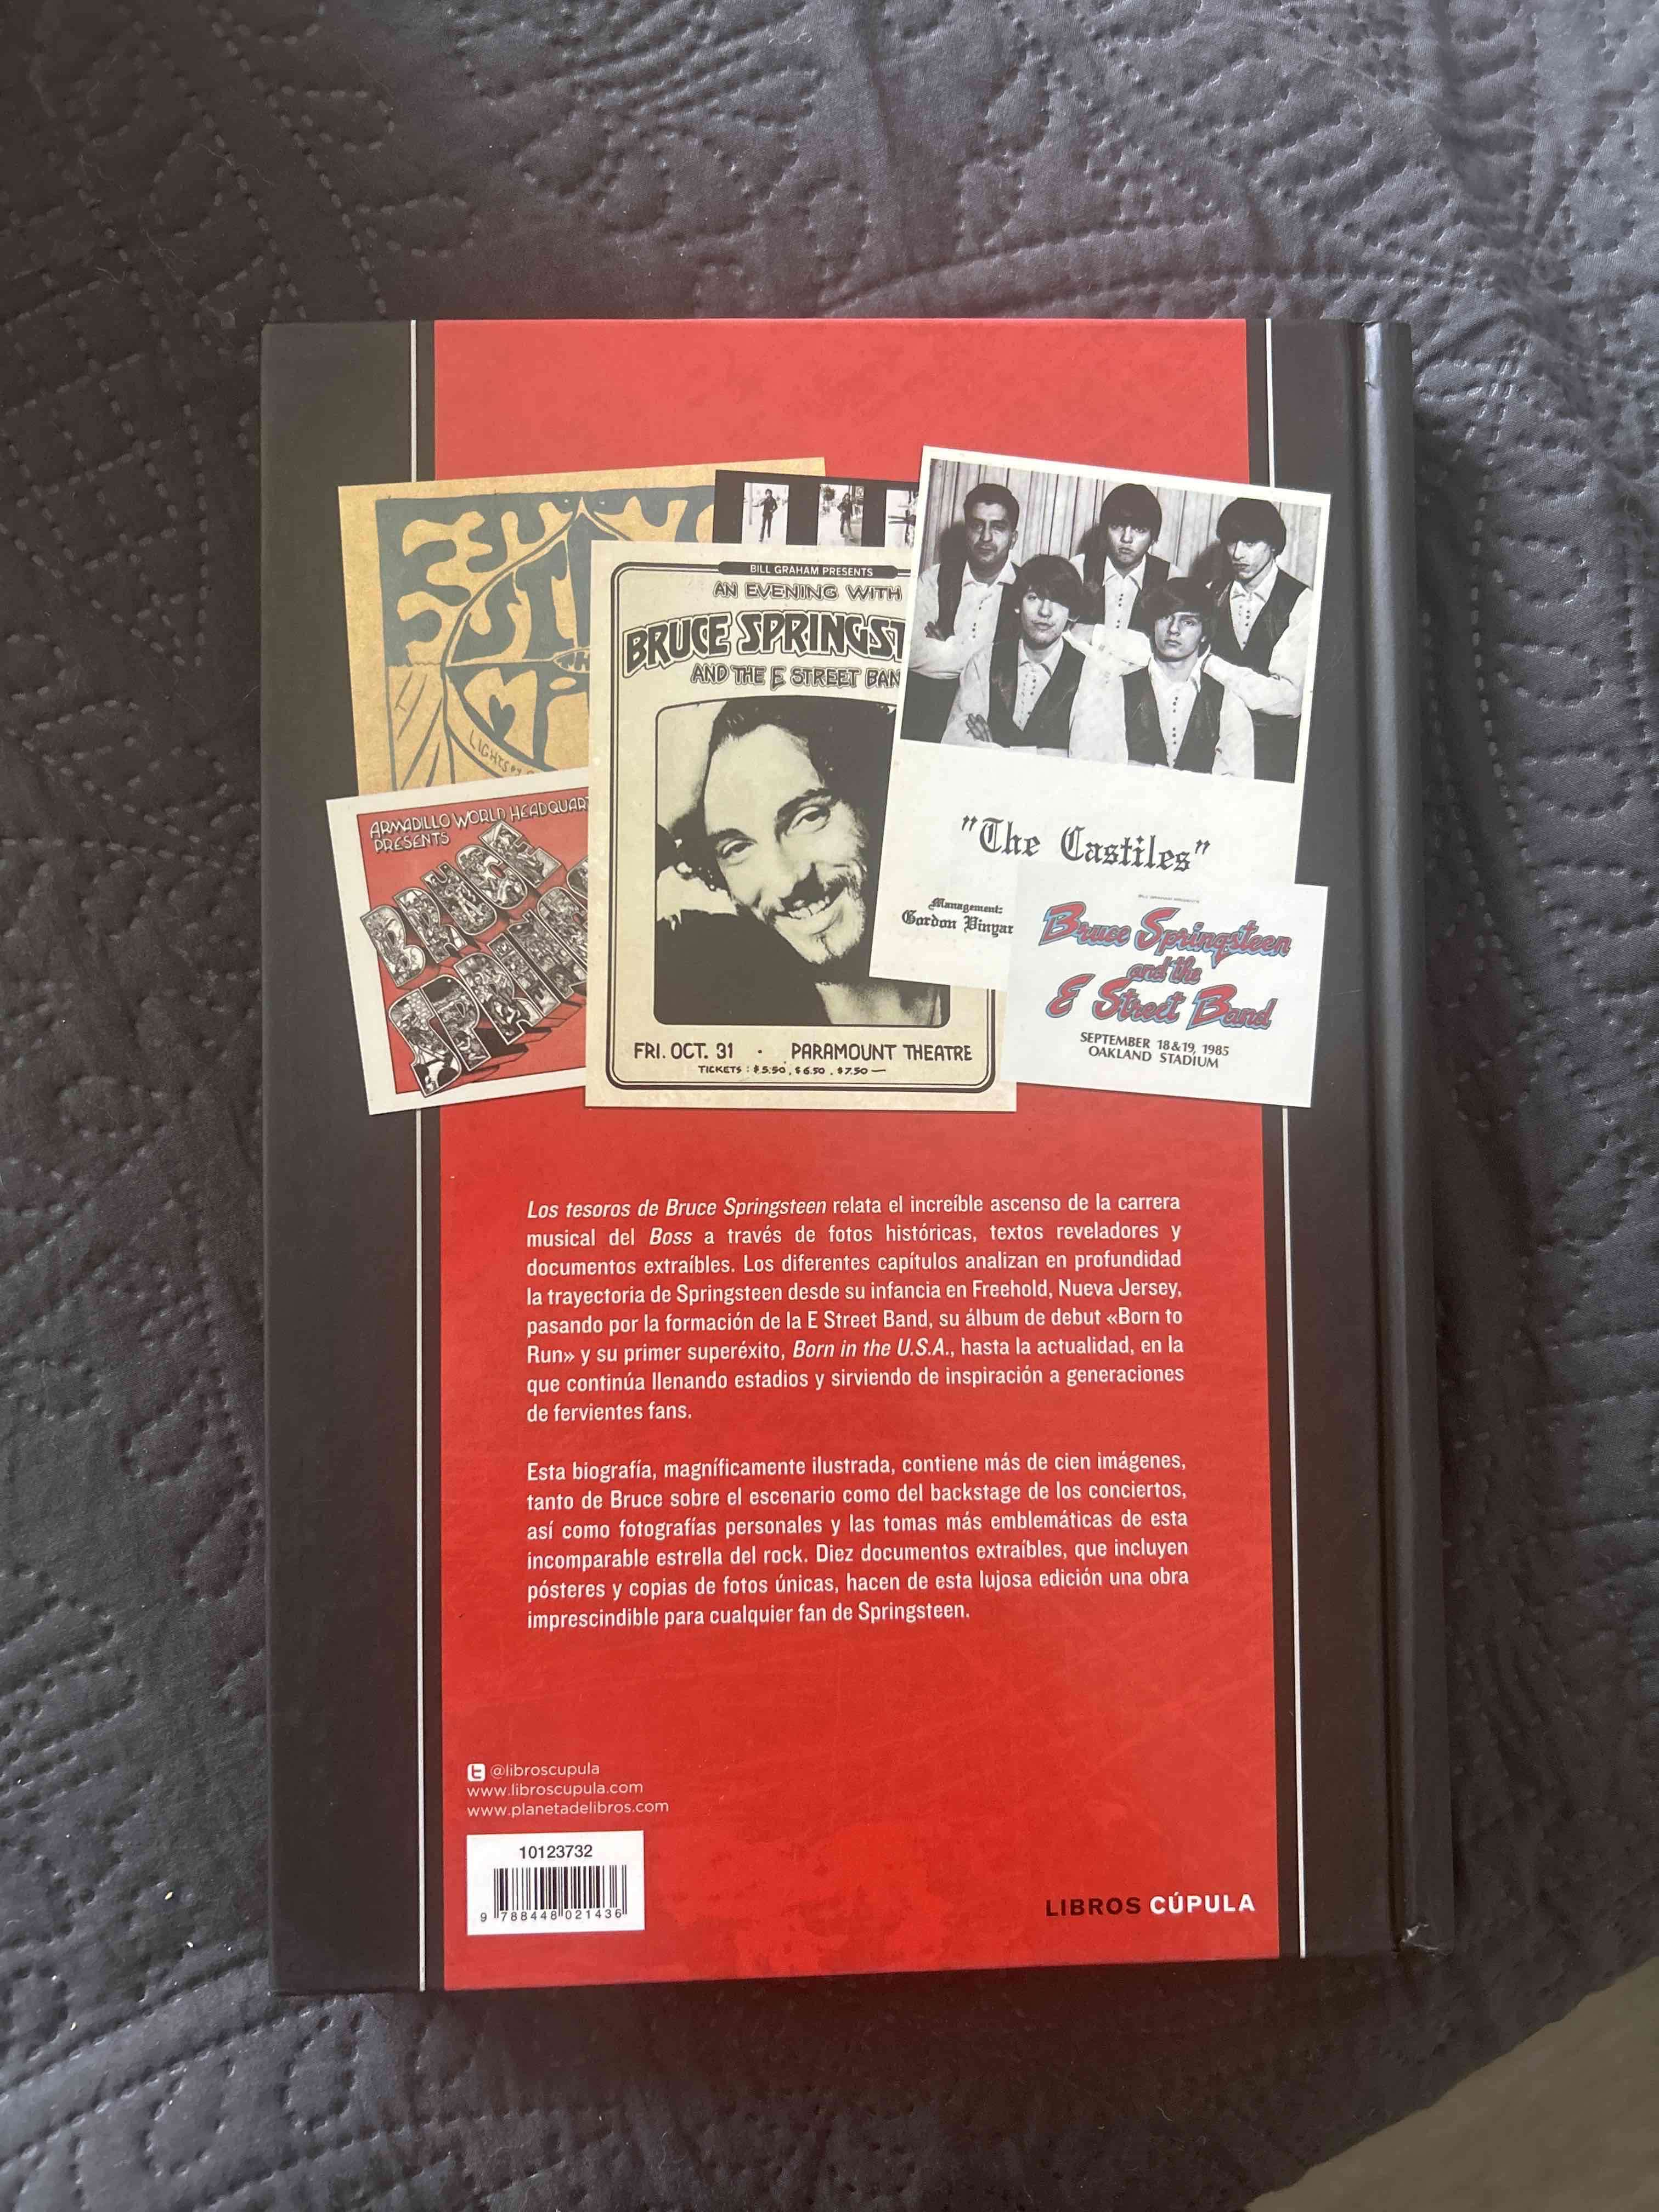 BILL GRAHAM PRESENTS
AN EVENING WITH
BRUCE SPRINGST
AND THE E STREET BAN
FRI. OCT. 31 · PARAMOUNT THEATRE
TICKETS : $5.50 , $6.50 , $7.50 —
LIGHTS BY
ARMADILLO WORLD HEADQUAR
PRESENTS
BRUCE
SPRING
"The Castiles"
Management:
Gordon Vinyar
BILL GRAHAM PRESENTS
Bruce Springsteen
and the
E Street Band
SEPTEMBER 18 & 19, 1985
OAKLAND STADIUM
Los tesoros de Bruce Springsteen relata el increíble ascenso de la carrera
musical del Boss a través de fotos históricas, textos reveladores y
documentos extraíbles. Los diferentes capítulos analizan en profundidad
la trayectoria de Springsteen desde su infancia en Freehold, Nueva Jersey,
pasando por la formación de la E Street Band, su álbum de debut «Born to
Run» y su primer superéxito, Born in the U.S.A., hasta la actualidad, en la
que continúa llenando estadios y sirviendo de inspiración a generaciones
de fervientes fans.
Esta biografía, magníficamente ilustrada, contiene más de cien imágenes,
tanto de Bruce sobre el escenario como del backstage de los conciertos,
así como fotografías personales y las tomas más emblemáticas de esta
incomparable estrella del rock. Diez documentos extraíbles, que incluyen
pósteres y copias de fotos únicas, hacen de esta lujosa edición una obra
imprescindible para cualquier fan de Springsteen.
@libroscupula
www.libroscupula.com
www.planetadelibros.com
10123732
9 788448 021436
LIBROS CÚPULA